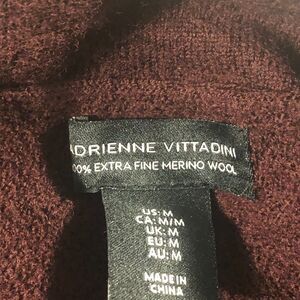 DRIENNE VITTADINI
00% EXTRA FINE MERINO WOOL
US: M
CA: M/M
UK: M
EU: M
AU: M
MADE IN
CHINA